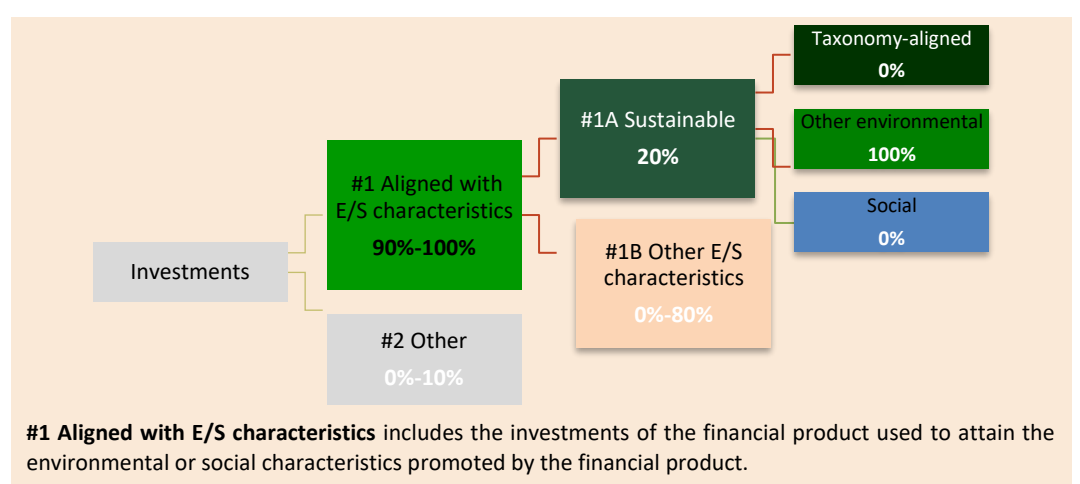 Investments
#1 Aligned with
E/S characteristics
90%-100%
#2 Other
0%-10%
#1A Sustainable
20%
#1B Other E/S
characteristics
0%-80%
Taxonomy-aligned
0%
Other environmental
100%
Social
0%
#1 Aligned with E/S characteristics includes the investments of the financial product used to attain the
environmental or social characteristics promoted by the financial product.